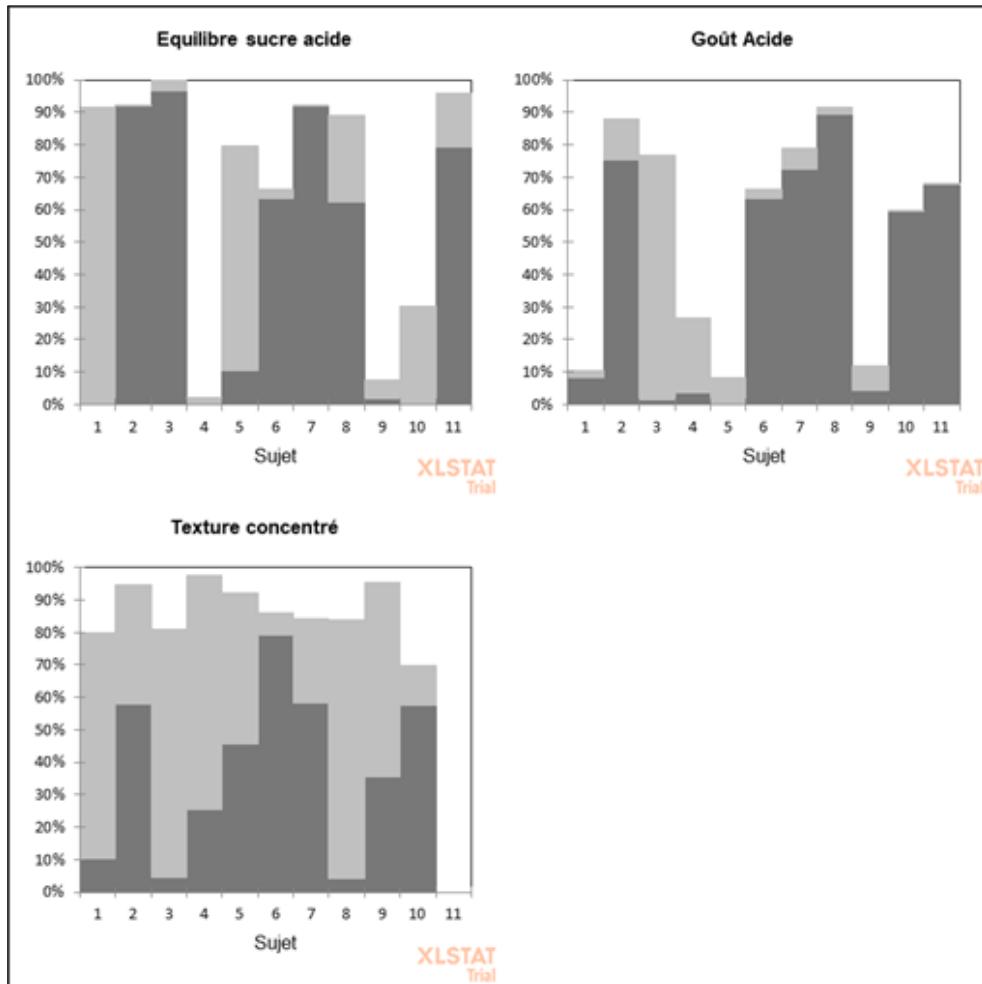 Equilibre sucre acide
100%
90%
80%
70%
60%
50%
40%
30%
20%
10%
0%
1 2 3 4 5 6 7 8 9 10 11
Sujet
XLSTAT
Trial
Goût Acide
100%
90%
80%
70%
60%
50%
40%
30%
20%
10%
0%
1 2 3 4 5 6 7 8 9 10 11
Sujet
XLSTAT
Trial
Texture concentré
100%
90%
80%
70%
60%
50%
40%
30%
20%
10%
0%
1 2 3 4 5 6 7 8 9 10 11
Sujet
XLSTAT
Trial